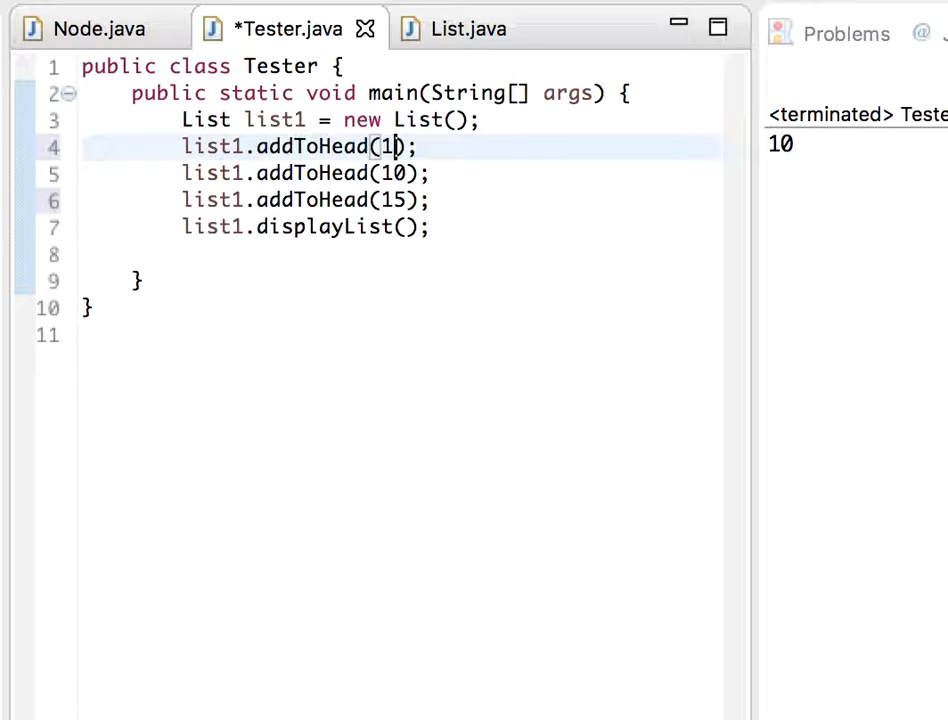 Node.java *Tester.java List.java Problems @
1 public class Tester {
2 public static void main(String[] args) {
3 List list1 = new List();
4 list1.addToHead(1);
5 list1.addToHead(10);
6 list1.addToHead(15);
7 list1.displayList();
8
9 }
10 }
11
<terminated> Teste
10